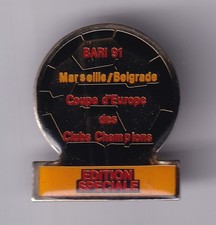 BARI 91
Marseille/Belgrade
Coupe d'Europe
des
Clubs Champions
EDITION
SPECIALE